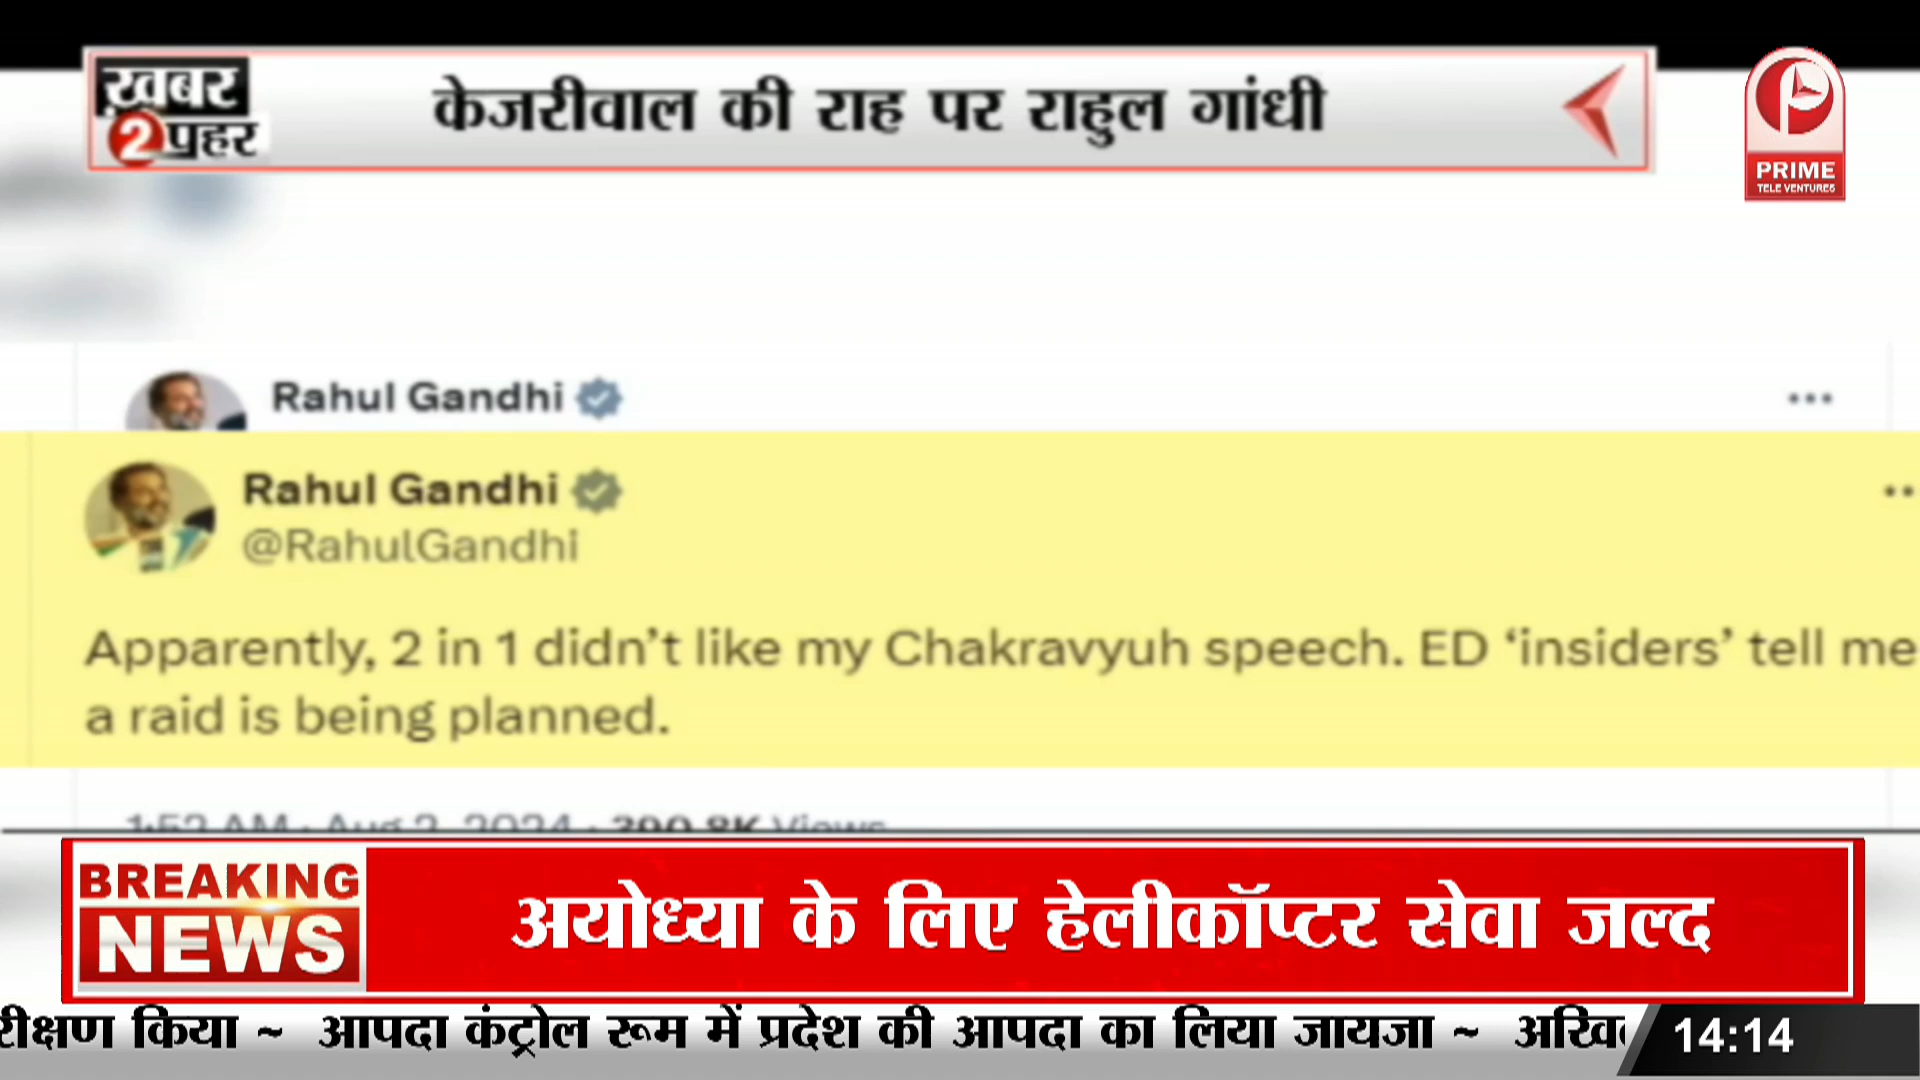 ख़बर
2 पहर
केजरीवाल की राह पर राहुल गांधी
PRIME
TELE VENTURES
Rahul Gandhi
Rahul Gandhi
@RahulGandhi
Apparently, 2 in 1 didn’t like my Chakravyuh speech. ED ‘insiders’ tell me
a raid is being planned.
1:52 AM · Aug 2, 2024 · 390.8K Views
BREAKING
NEWS
अयोध्या के लिए हेलीकॉप्टर सेवा जल्द
रीक्षण किया ~ आपदा कंट्रोल रूम में प्रदेश की आपदा का लिया जायजा ~
14:14